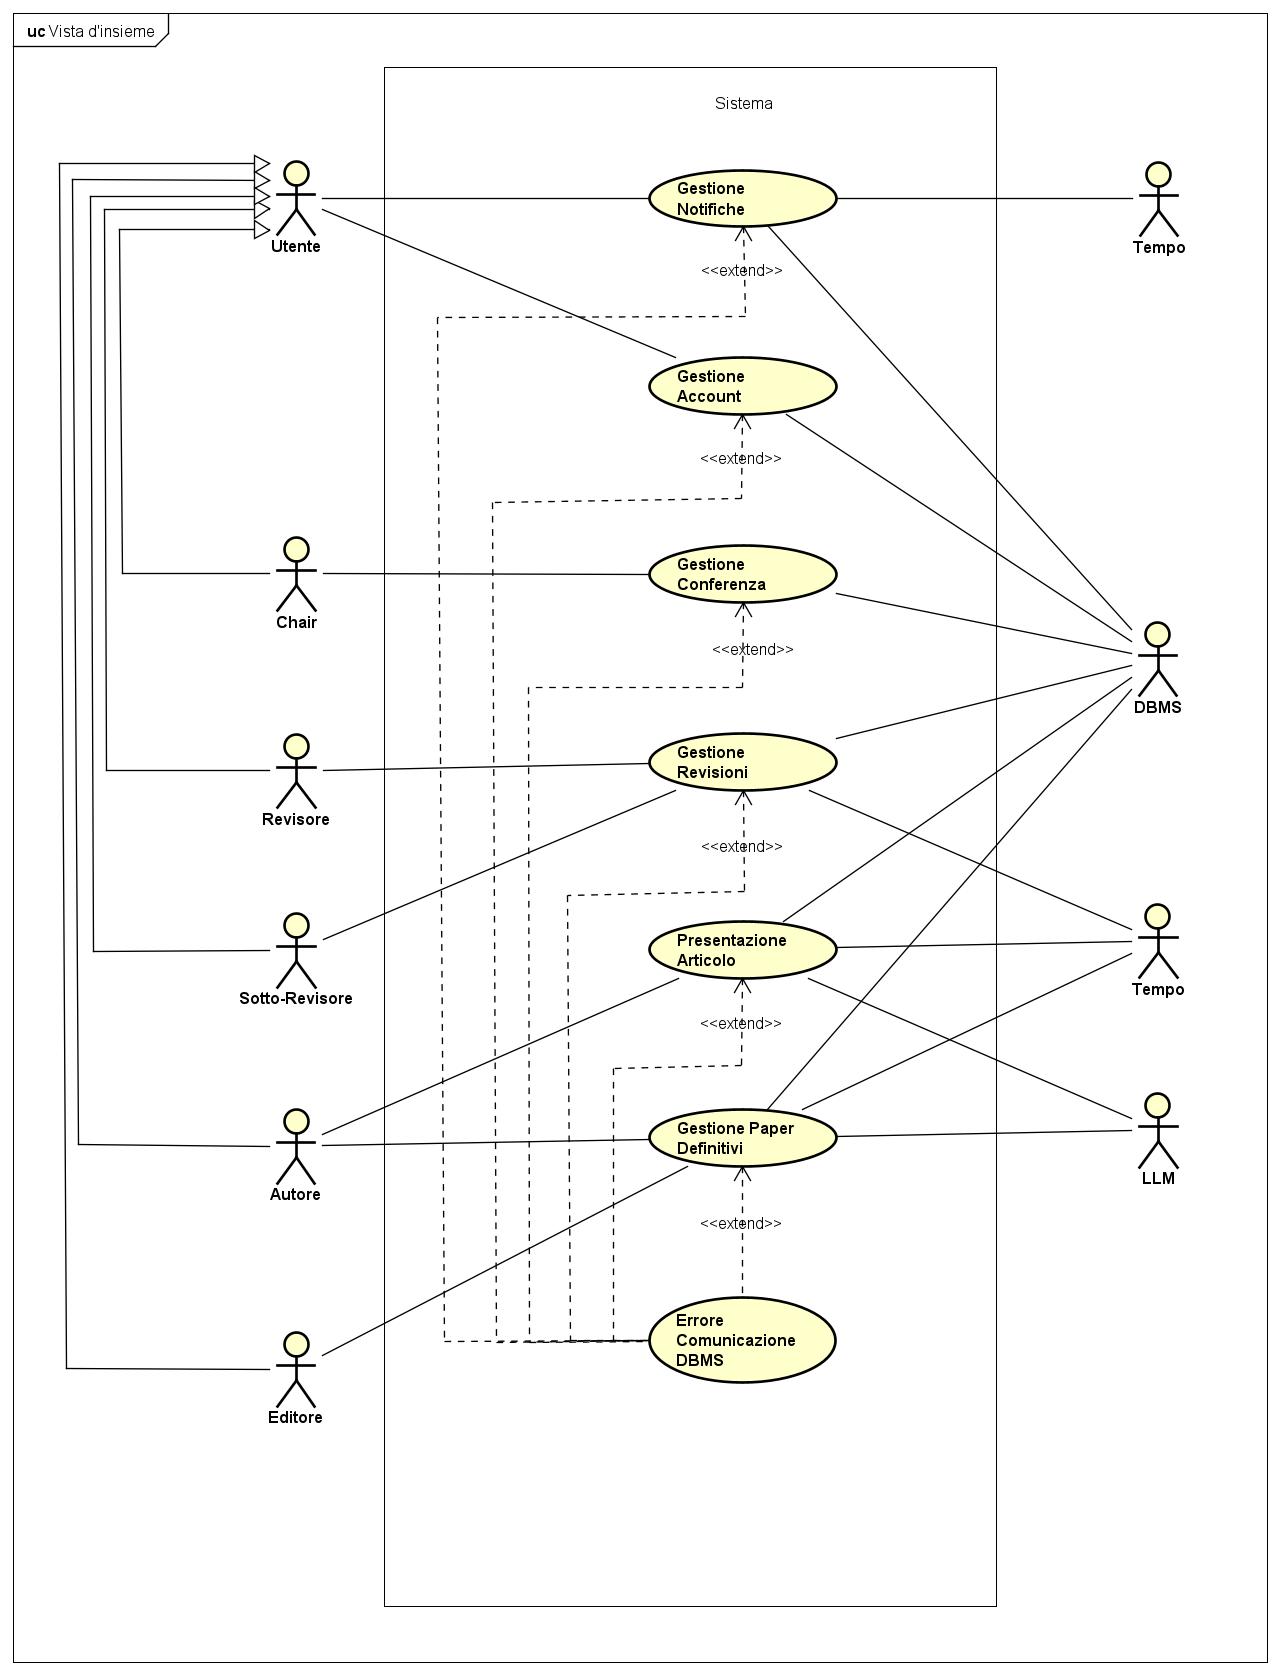 uc Vista d'insieme
Sistema
Gestione
Notifiche
Utente
Tempo
<<extend>>
Gestione
Account
<<extend>>
Gestione
Conferenza
Chair
<<extend>>
DBMS
Gestione
Revisioni
Revisore
<<extend>>
Presentazione
Articolo
Sotto-Revisore
Tempo
<<extend>>
Gestione Paper
Definitivi
Autore
LLM
<<extend>>
Errore
Comunicazione
DBMS
Editore